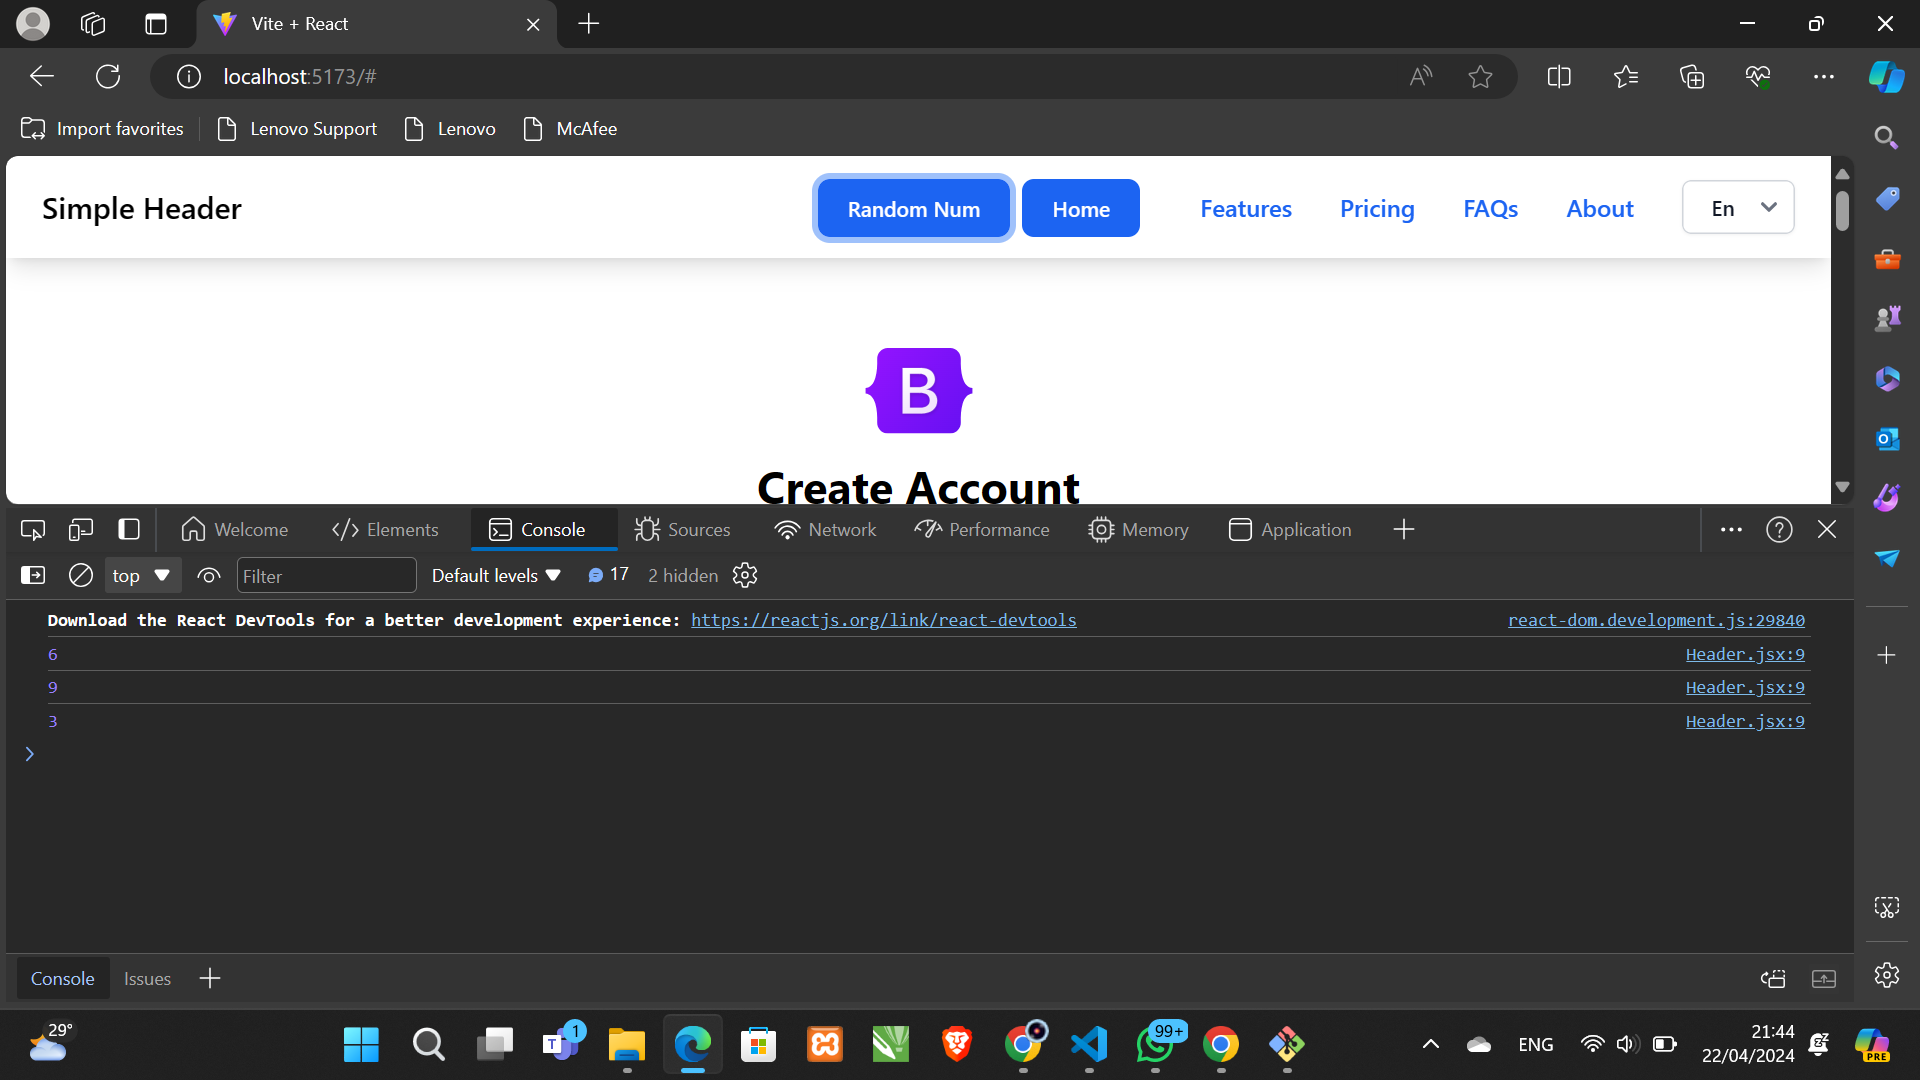 Vite + React
localhost:5173/#
Import favorites
Lenovo Support
Lenovo
McAfee
Simple Header
Random Num
Home
Features
Pricing
FAQs
About
En
B
Create Account
Welcome
Elements
Console
Sources
Network
Performance
Memory
Application
top
Filter
Default levels
17
2 hidden
Download the React DevTools for a better development experience: https://reactjs.org/link/react-devtools
react-dom.development.js:29840
6
Header.jsx:9
9
Header.jsx:9
3
Header.jsx:9
Console
Issues
29°
1
99+
ENG
21:44
22/04/2024
PRE